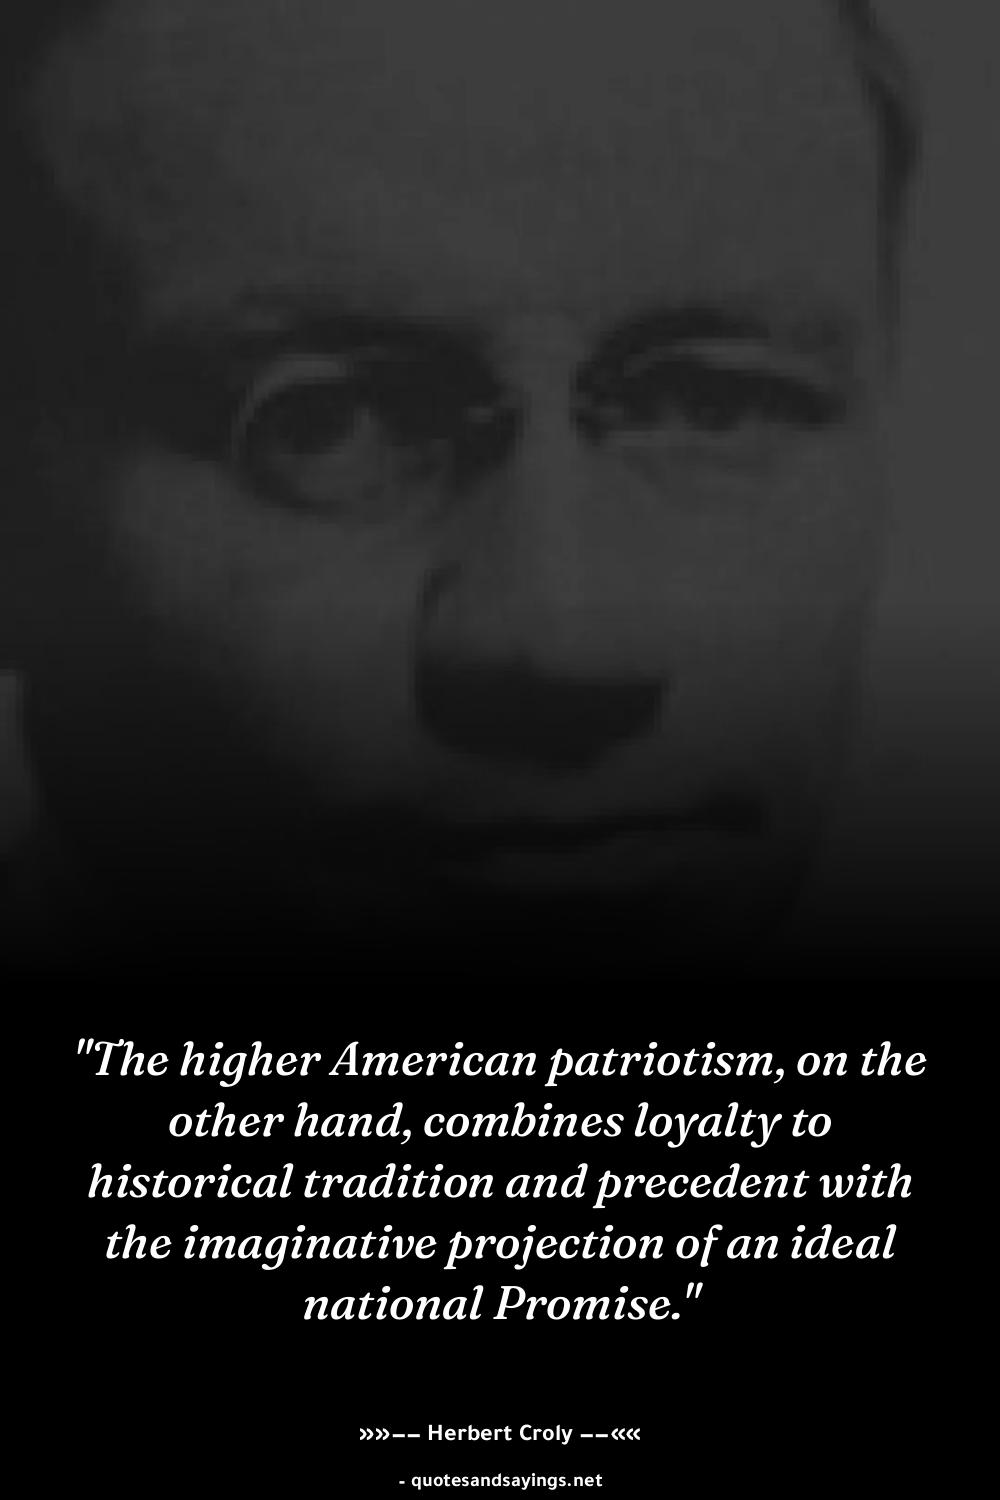 "The higher American patriotism, on the
other hand, combines loyalty to
historical tradition and precedent with
the imaginative projection of an ideal
national Promise."
»»−− Herbert Croly −−««
- quotesandsayings.net